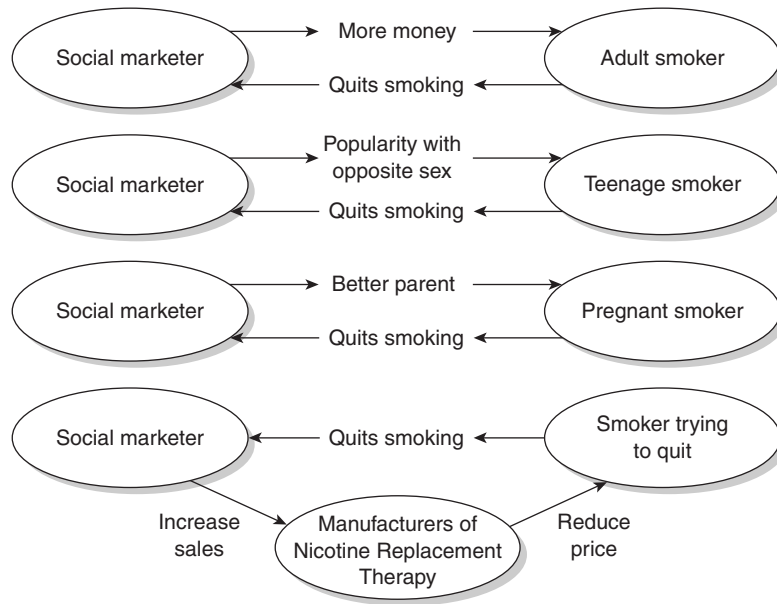 More money
Social marketer
Adult smoker
Quits smoking
Popularity with
opposite sex
Social marketer
Teenage smoker
Quits smoking
Better parent
Social marketer
Pregnant smoker
Quits smoking
Social marketer
Quits smoking
Smoker trying
to quit
Increase
sales
Manufacturers of
Nicotine Replacement
Therapy
Reduce
price